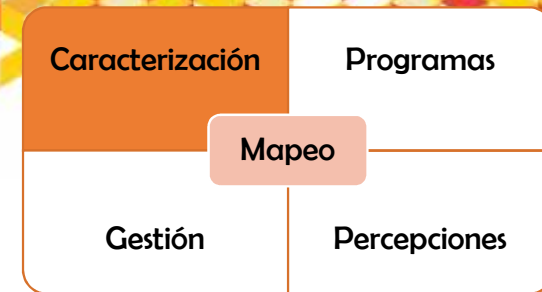 Caracterización
Programas
Mapeo
Gestión
Percepciones